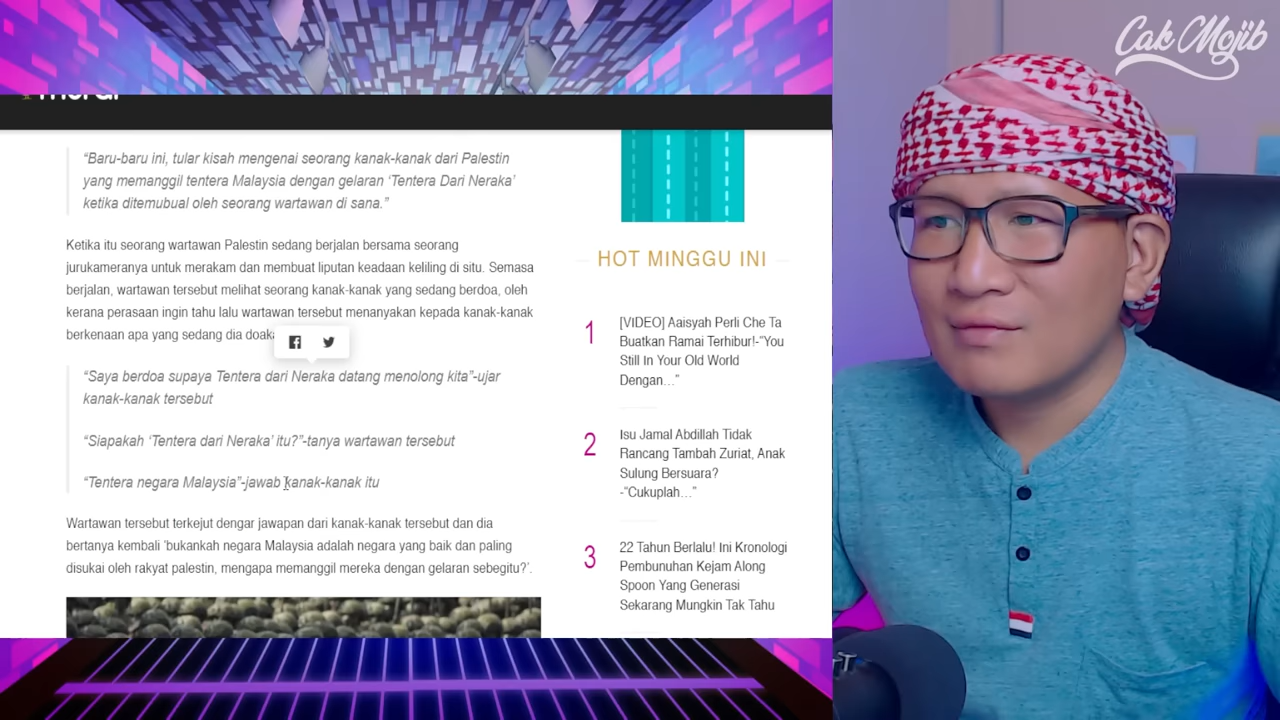 Cak Mojib
“Baru-baru ini, tular kisah mengenai seorang kanak-kanak dari Palestin
yang memanggil tentera Malaysia dengan gelaran ‘Tentera Dari Neraka’
ketika ditemubual oleh seorang wartawan di sana.”
Ketika itu seorang wartawan Palestin sedang berjalan bersama seorang
jurukameranya untuk merakam dan membuat liputan keadaan keliling di situ. Semasa
berjalan, wartawan tersebut melihat seorang kanak-kanak yang sedang berdoa, oleh
kerana perasaan ingin tahu lalu wartawan tersebut menanyakan kepada kanak-kanak
berkenaan apa yang sedang dia
“Saya berdoa supaya Tentera dari Neraka datang menolong kita”-ujar
kanak-kanak tersebut
“Siapakah ‘Tentera dari Neraka’ itu?”-tanya wartawan tersebut
“Tentera negara Malaysia”-jawab kanak-kanak itu
Wartawan tersebut terkejut dengar jawapan dari kanak-kanak tersebut dan dia
bertanya kembali ‘bukankah negara Malaysia adalah negara yang baik dan paling
disukai oleh rakyat palestin, mengapa memanggil mereka dengan gelaran sebegitu?’.
HOT MINGGU INI
1
[VIDEO] Aaisyah Perli Che Ta
Buatkan Ramai Terhibur!-“You
Still In Your Old World
Dengan…”
2
Isu Jamal Abdillah Tidak
Rancang Tambah Zuriat, Anak
Sulung Bersuara?
-“Cukuplah…”
3
22 Tahun Berlalu! Ini Kronologi
Pembunuhan Kejam Along
Spoon Yang Generasi
Sekarang Mungkin Tak Tahu